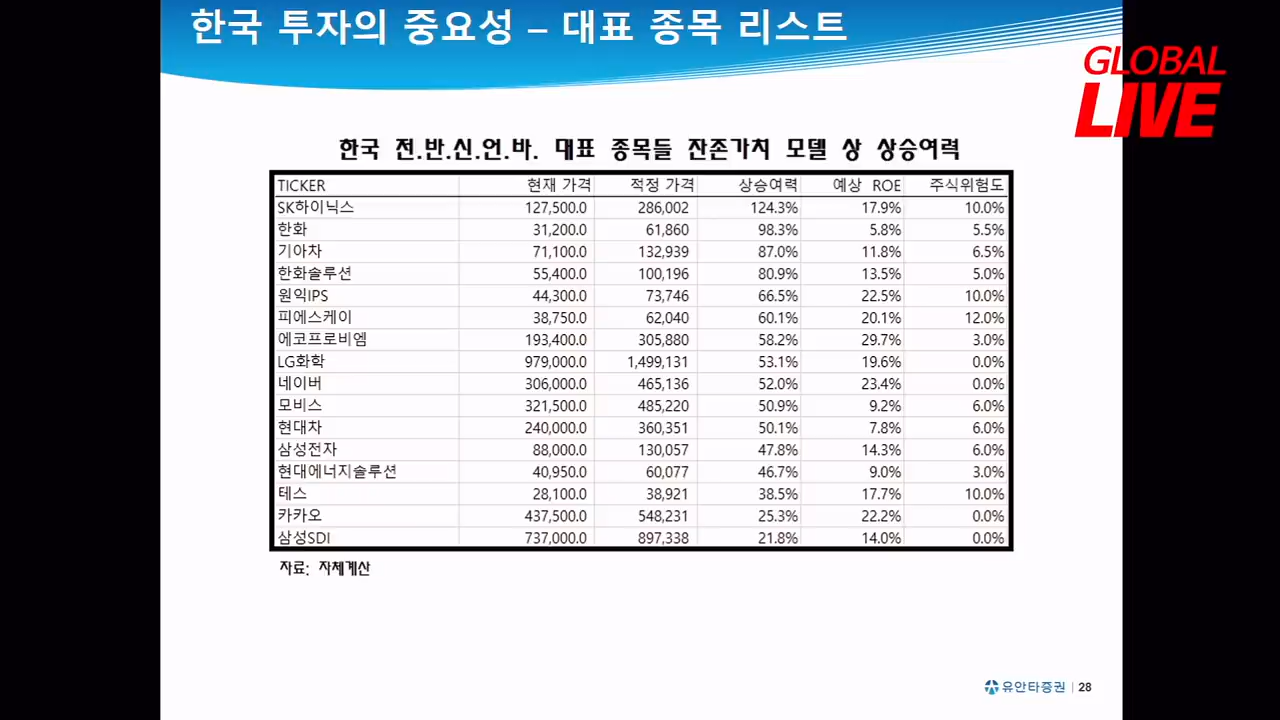 한국 투자의 중요성 – 대표 종목 리스트
GLOBAL
LIVE
한국 전.반.신.언.바. 대표 종목들 잔존가치 모델 상 상승여력
TICKER 현재 가격 적정 가격 상승여력 예상 ROE 주식위험도
SK하이닉스 127,500.0 286,002 124.3% 17.9% 10.0%
한화 31,200.0 61,860 98.3% 5.8% 5.5%
기아차 71,100.0 132,939 87.0% 11.8% 6.5%
한화솔루션 55,400.0 100,196 80.9% 13.5% 5.0%
원익IPS 44,300.0 73,746 66.5% 22.5% 10.0%
피에스케이 38,750.0 62,040 60.1% 20.1% 12.0%
에코프로비엠 193,400.0 305,880 58.2% 29.7% 3.0%
LG화학 979,000.0 1,499,131 53.1% 19.6% 0.0%
네이버 306,000.0 465,136 52.0% 23.4% 0.0%
모비스 321,500.0 485,220 50.9% 9.2% 6.0%
현대차 240,000.0 360,351 50.1% 7.8% 6.0%
삼성전자 88,000.0 130,057 47.8% 14.3% 6.0%
현대에너지솔루션 40,950.0 60,077 46.7% 9.0% 3.0%
테스 28,100.0 38,921 38.5% 17.7% 10.0%
카카오 437,500.0 548,231 25.3% 22.2% 0.0%
삼성SDI 737,000.0 897,338 21.8% 14.0% 0.0%
자료: 자체계산
유안타증권 | 28